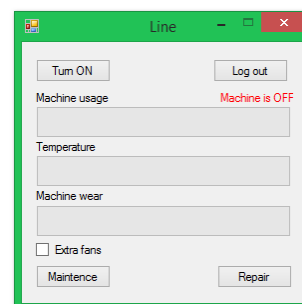 Line
Turn ON
Log out
Machine usage
Machine is OFF
Temperature
Machine wear
Extra fans
Maintence
Repair